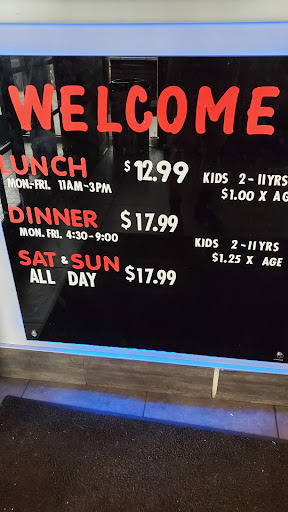 WELCOME
LUNCH $12.99 KIDS 2-11YRS
MON-FRI. 11AM-3PM $1.00 X AG
DINNER $17.99
MON. FRI. 4:30-9:00 KIDS 2-11YRS
SAT & SUN $1.25 X AGE
ALL DAY $17.99